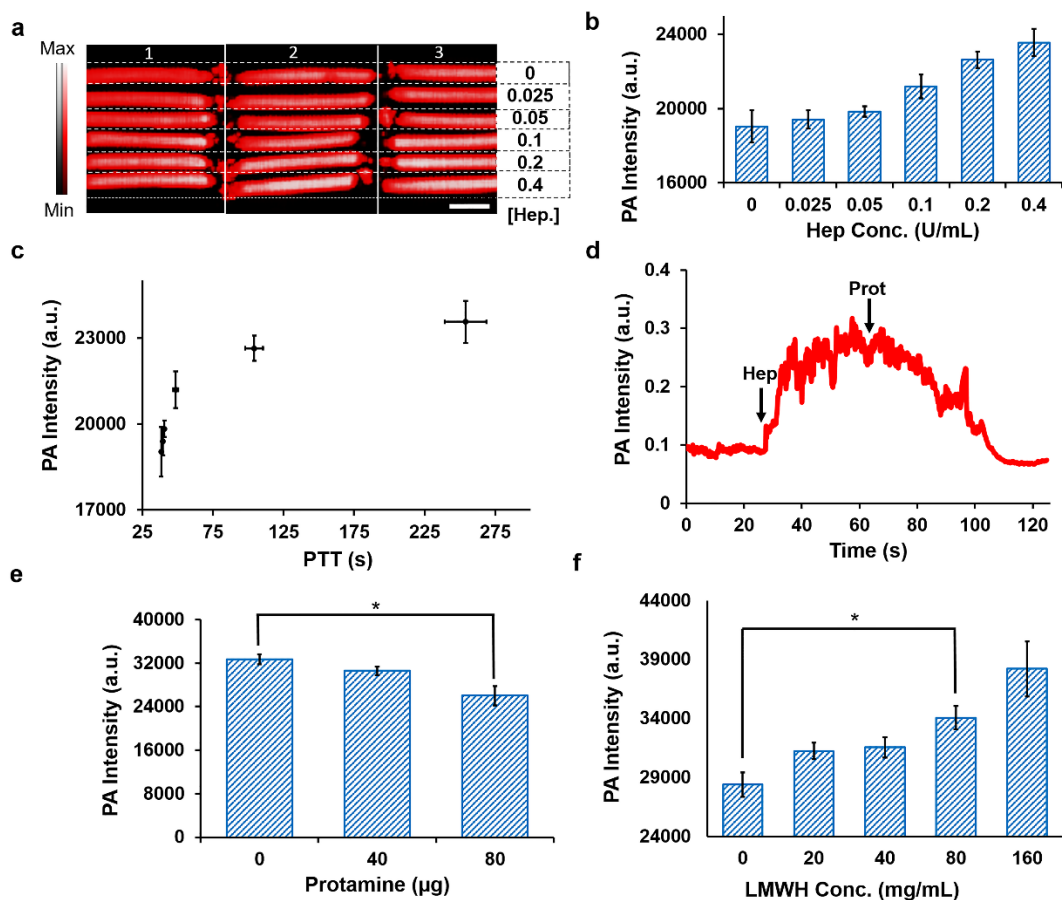 a
Max
Min
1 2 3
0
0.025
0.05
0.1
0.2
0.4
[Hep.]
b
PA Intensity (a.u.)
24000
20000
16000
0 0.025 0.05 0.1 0.2 0.4
Hep Conc. (U/mL)
c
PA Intensity (a.u.)
23000
20000
17000
25 75 125 175 225 275
PTT (s)
d
PA Intensity (a.u.)
0.4
0.3
0.2
0.1
0
Hep
Prot
0 20 40 60 80 100 120
Time (s)
e
PA Intensity (a.u.)
40000
32000
24000
16000
8000
0
*
0 40 80
Protamine (µg)
f
PA Intensity (a.u.)
44000
39000
34000
29000
24000
*
0 20 40 80 160
LMWH Conc. (mg/mL)